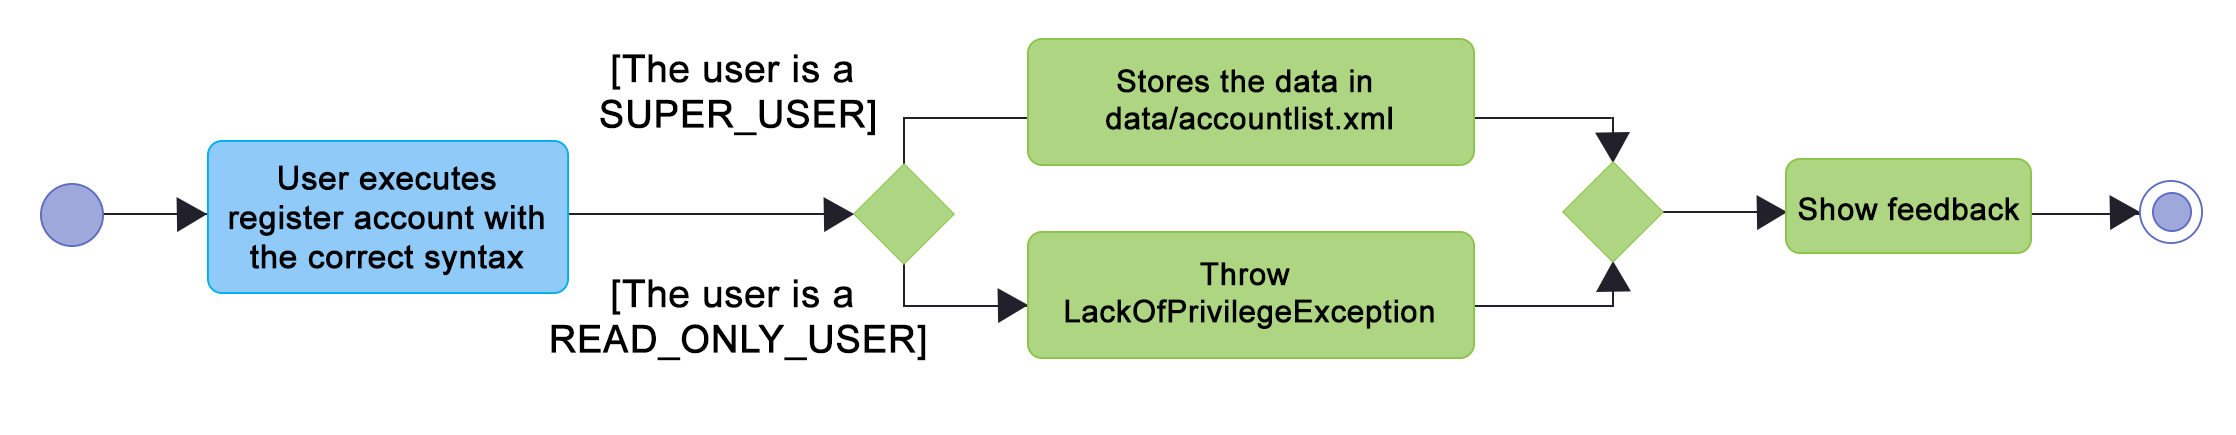 User executes
register account with
the correct syntax
[The user is a
SUPER_USER]
[The user is a
READ_ONLY_USER]
Stores the data in
data/accountlist.xml
Throw
LackOfPrivilegeException
Show feedback